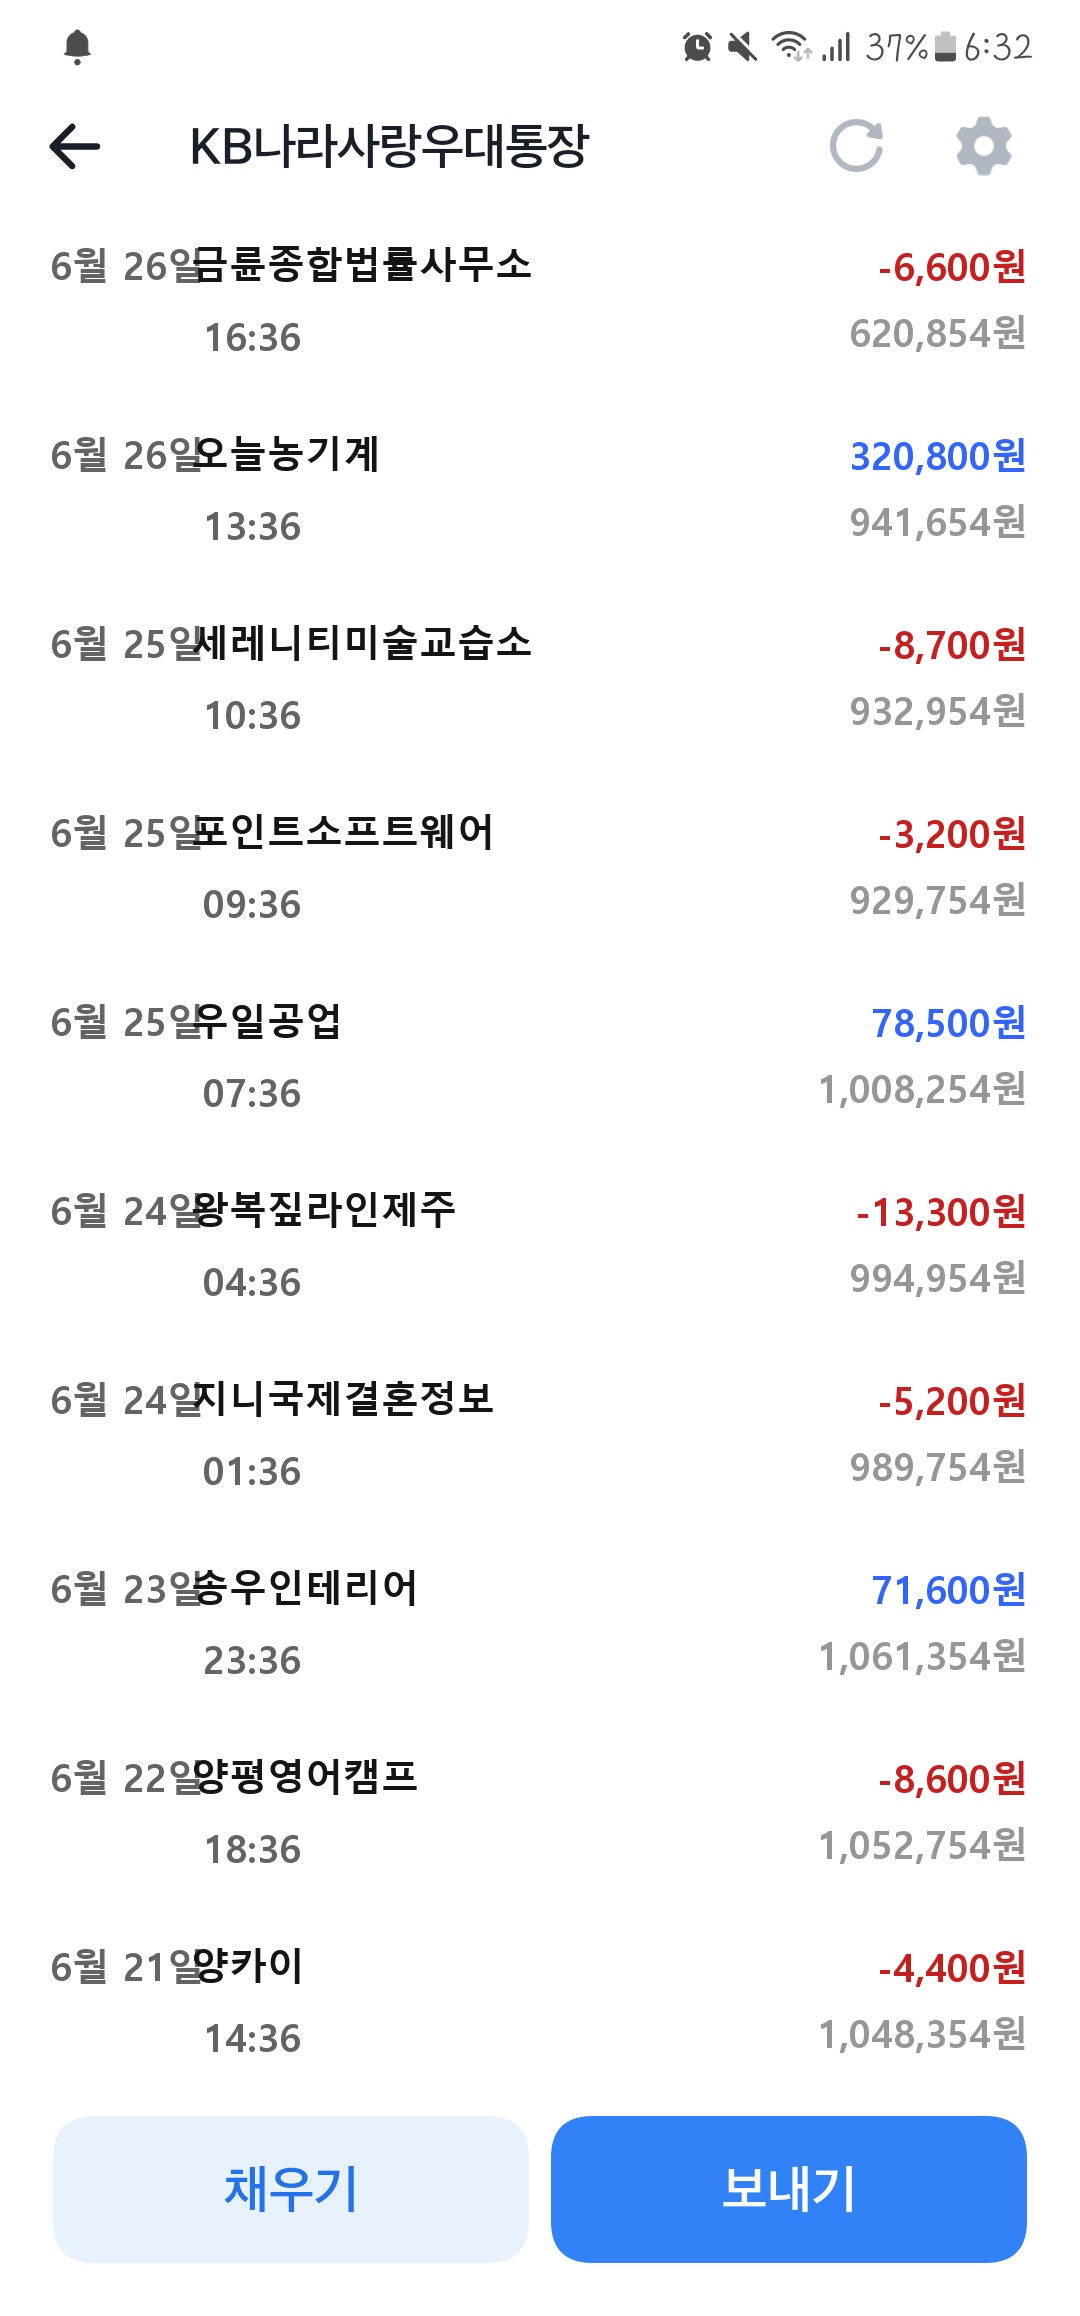 37% 6:32
KB나라사랑우대통장
6월 26일 금륜종합법률사무소 -6,600원
16:36 620,854원
6월 26일 오늘농기계 320,800원
13:36 941,654원
6월 25일 세레니티미술교습소 -8,700원
10:36 932,954원
6월 25일 포인트소프트웨어 -3,200원
09:36 929,754원
6월 25일 우일공업 78,500원
07:36 1,008,254원
6월 24일 왕복짚라인제주 -13,300원
04:36 994,954원
6월 24일 지니국제결혼정보 -5,200원
01:36 989,754원
6월 23일 송우인테리어 71,600원
23:36 1,061,354원
6월 22일 양평영어캠프 -8,600원
18:36 1,052,754원
6월 21일 양카이 -4,400원
14:36 1,048,354원
채우기 보내기